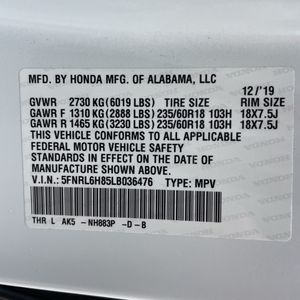 MFD. BY HONDA MFG. OF ALABAMA, LLC
12/'19
GVWR 2730 KG (6019 LBS) TIRE SIZE RIM SIZE
GAWR F 1310 KG (2888 LBS) 235/60R18 103H 18X7.5J
GAWR R 1465 KG (3230 LBS) 235/60R18 103H 18X7.5J
THIS VEHICLE CONFORMS TO ALL APPLICABLE
FEDERAL MOTOR VEHICLE SAFETY AND
BUMPER STANDARDS IN EFFECT ON THE DATE
OF MANUFACTURE SHOWN ABOVE.
V.I.N.: 5FNRL6H85LB036476 TYPE: MPV
THR L AK5 -NH883P -D-B